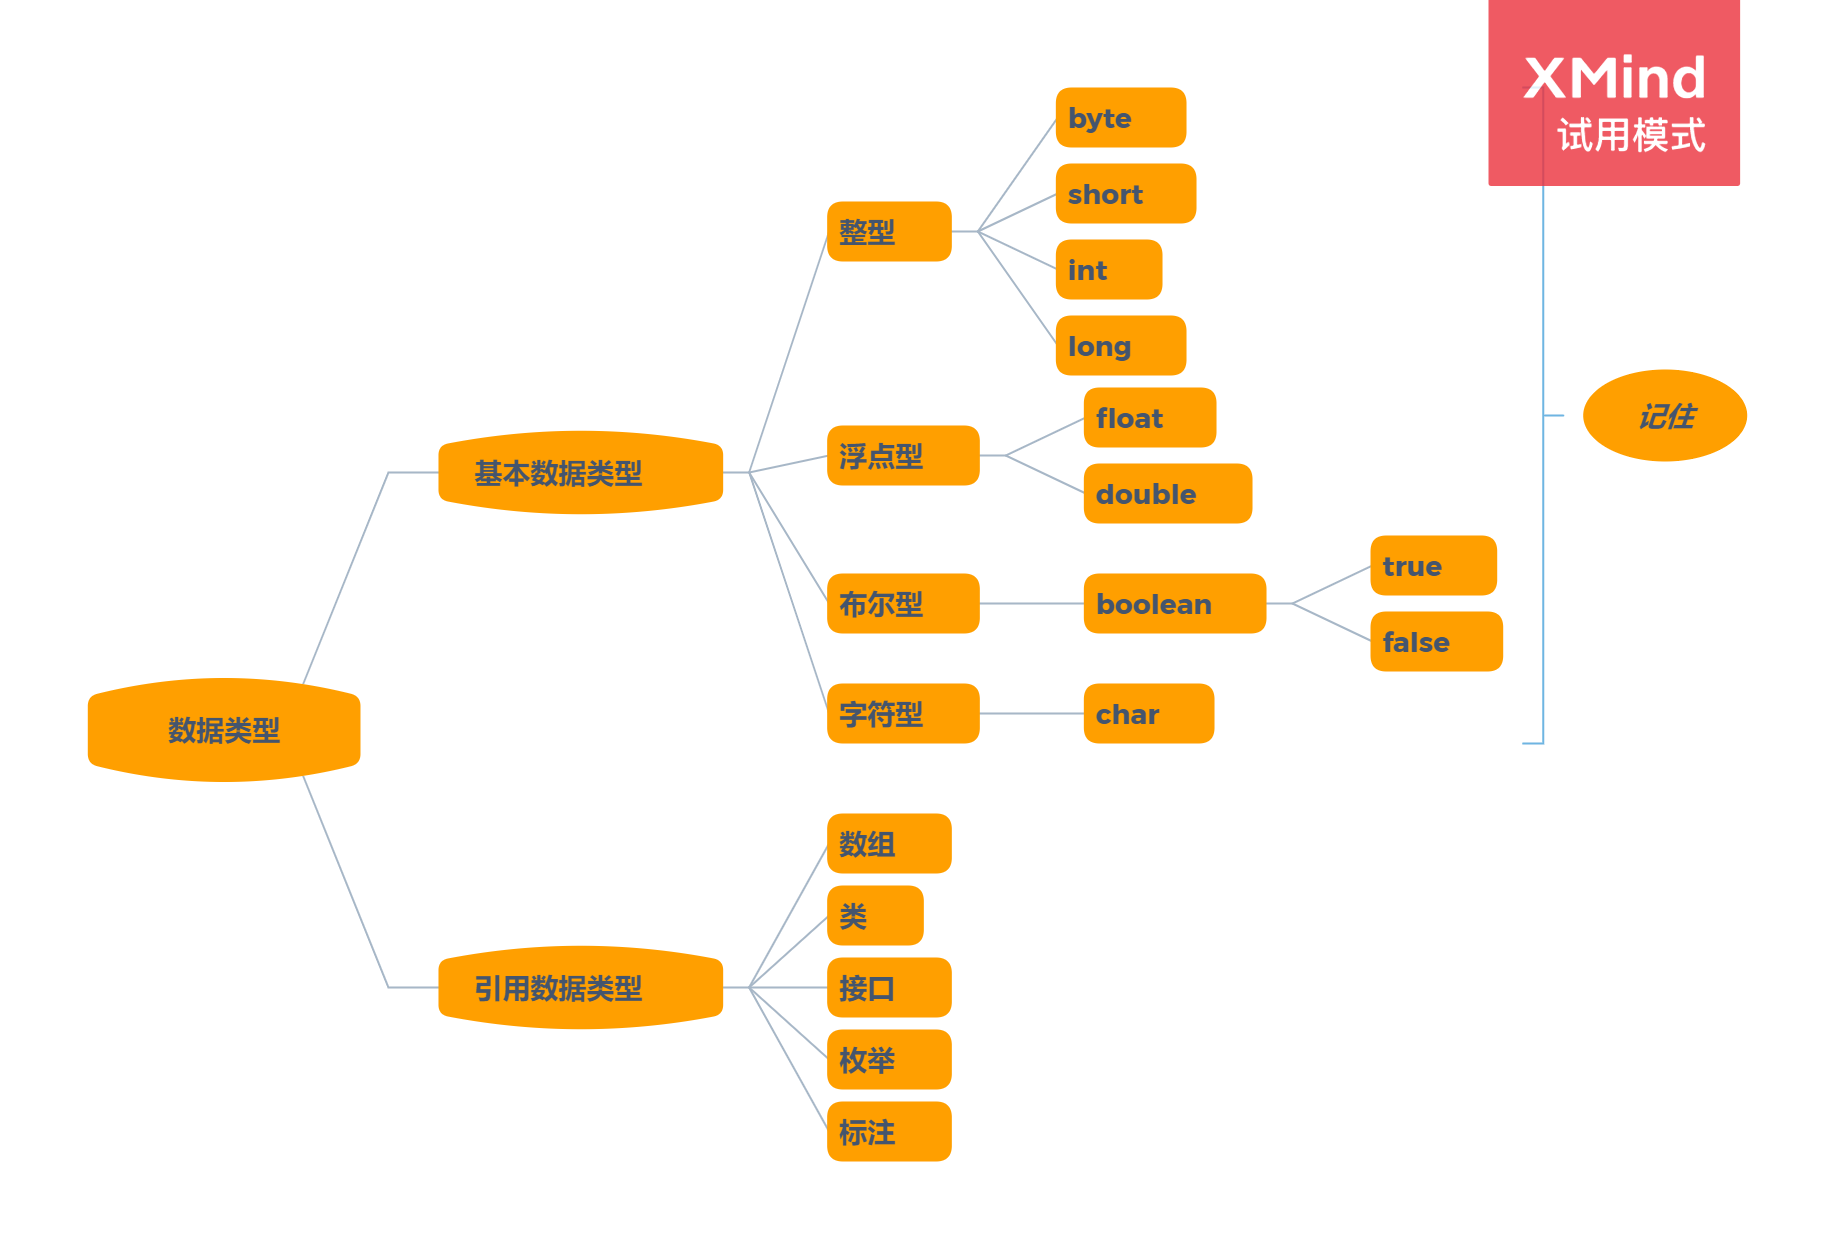 XMind
试用模式
byte
short
整型
int
long
记住
float
浮点型
基本数据类型
double
true
布尔型
boolean
false
字符型
char
数据类型
数组
类
引用数据类型
接口
枚举
标注